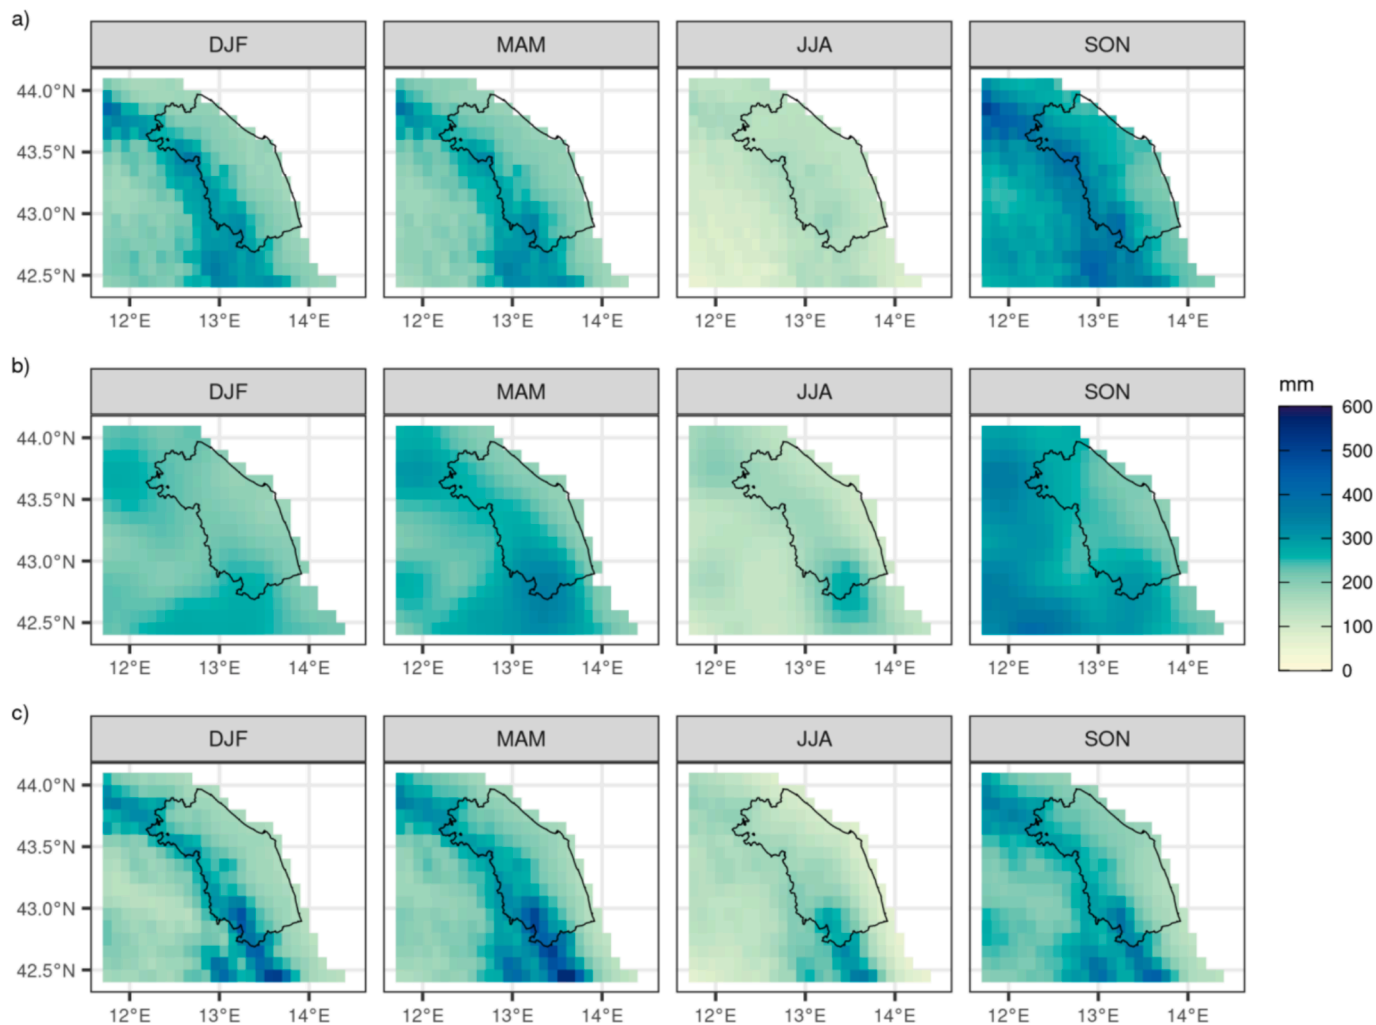 a)
DJF MAM JJA SON
44.0°N
43.5°N
43.0°N
42.5°N
12°E 13°E 14°E 12°E 13°E 14°E 12°E 13°E 14°E 12°E 13°E 14°E
b)
DJF MAM JJA SON
mm
600
500
400
300
200
100
0
44.0°N
43.5°N
43.0°N
42.5°N
12°E 13°E 14°E 12°E 13°E 14°E 12°E 13°E 14°E 12°E 13°E 14°E
c)
DJF MAM JJA SON
44.0°N
43.5°N
43.0°N
42.5°N
12°E 13°E 14°E 12°E 13°E 14°E 12°E 13°E 14°E 12°E 13°E 14°E